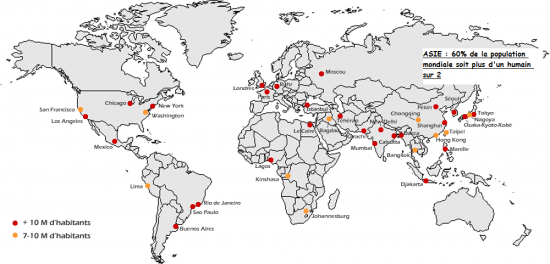 ASIE : 60% de la population
mondiale soit plus d'un humain
sur 2
Moscou
Londres
Ruhr
Paris
Chicago
New York
San Francisco
Washington
Los Angeles
Mexico
Istanbul
Téhéran
Le Caire
Bagdad
Karachi
New Delhi
Mumbai
Calcutta
Dacca
Pékin
Séoul
Tokyo
Nagoya
Osaka-Kyoto-Kobé
Chongqing
Shanghai
Taipei
Hong Kong
Bangkok
Manille
Djakarta
Lagos
Kinshasa
Johannesburg
Lima
Rio de Janeiro
Sao Paulo
Buenos Aires
+ 10 M d'habitants
7-10 M d'habitants